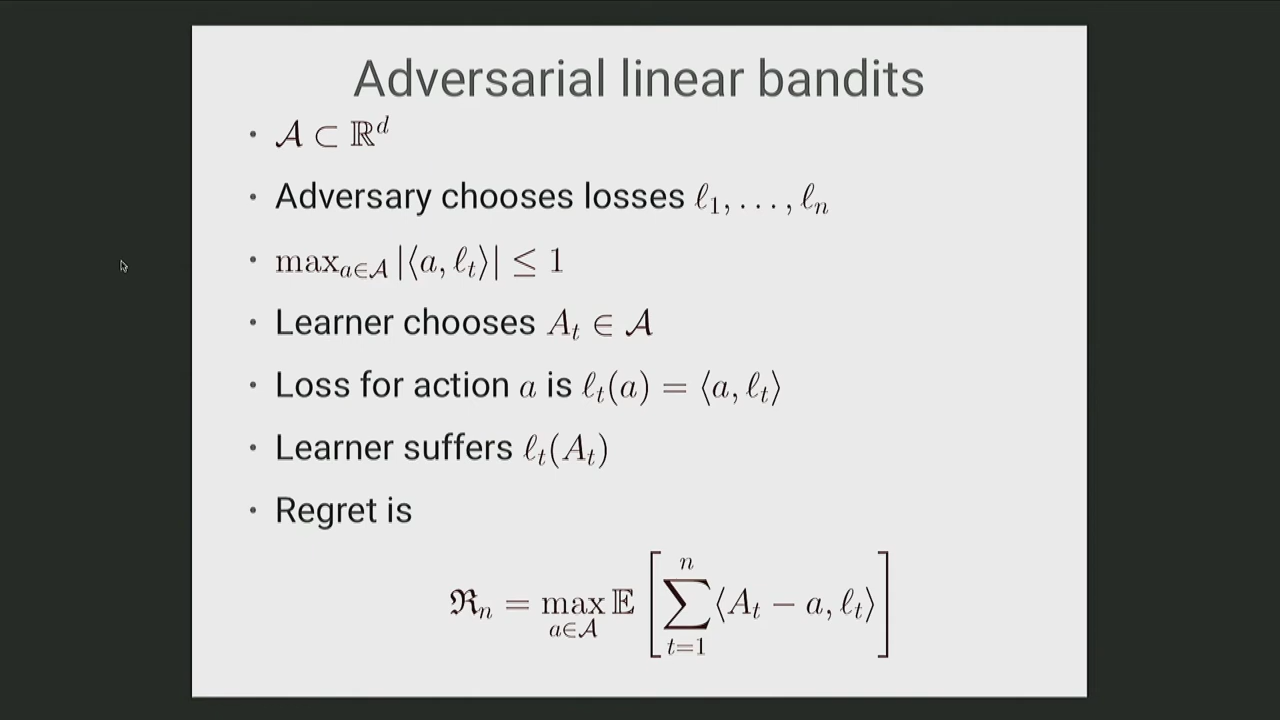 Adversarial linear bandits
• 𝒜 ⊂ ℝ^d
• Adversary chooses losses ℓ_1, . . . , ℓ_n
• max_{a∈𝒜} |⟨a, ℓ_t⟩| ≤ 1
• Learner chooses A_t ∈ 𝒜
• Loss for action a is ℓ_t(a) = ⟨a, ℓ_t⟩
• Learner suffers ℓ_t(A_t)
• Regret is
ℜ_n = max_{a∈𝒜} 𝔼 [ ∑_{t=1}^{n} ⟨A_t − a, ℓ_t⟩ ]